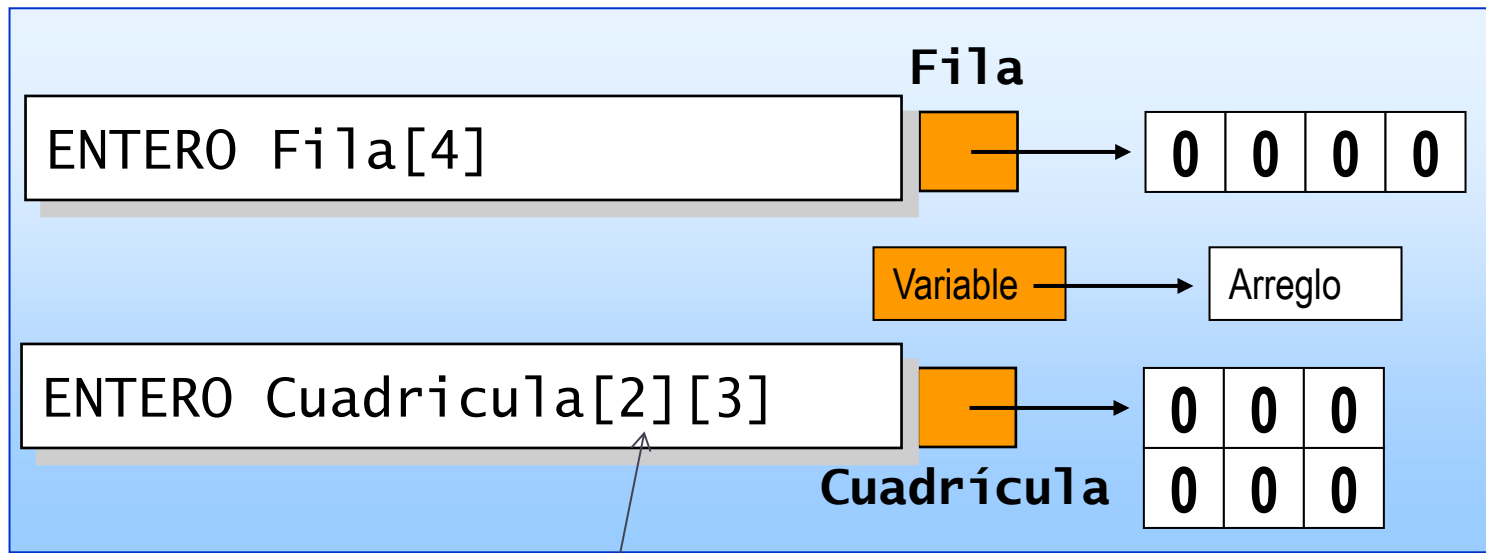 Fila
ENTERO Fila[4]
0 0 0 0
Variable
Arreglo
ENTERO Cuadricula[2][3]
0 0 0
0 0 0
Cuadrícula